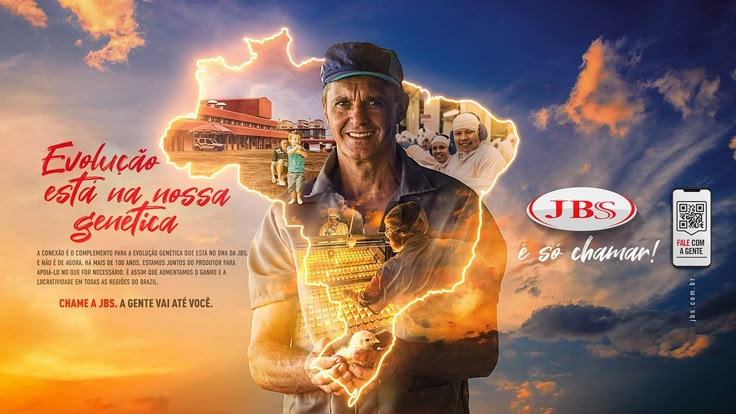 Evolução
está na nossa
genética
A CONEXÃO É O COMPLEMENTO PARA A EVOLUÇÃO GENÉTICA QUE ESTÁ NO DNA DA JBS.
E NÃO É DE AGORA. HÁ MAIS DE 100 ANOS, ESTAMOS JUNTOS DO PRODUTOR PARA
APOIÁ-LO NO QUE FOR NECESSÁRIO. É ASSIM QUE AUMENTAMOS O GANHO E A
LUCRATIVIDADE EM TODAS AS REGIÕES DO BRASIL.
CHAME A JBS. A GENTE VAI ATÉ VOCÊ.
JBS
é só chamar!
FALE COM
A GENTE
jbs.com.br